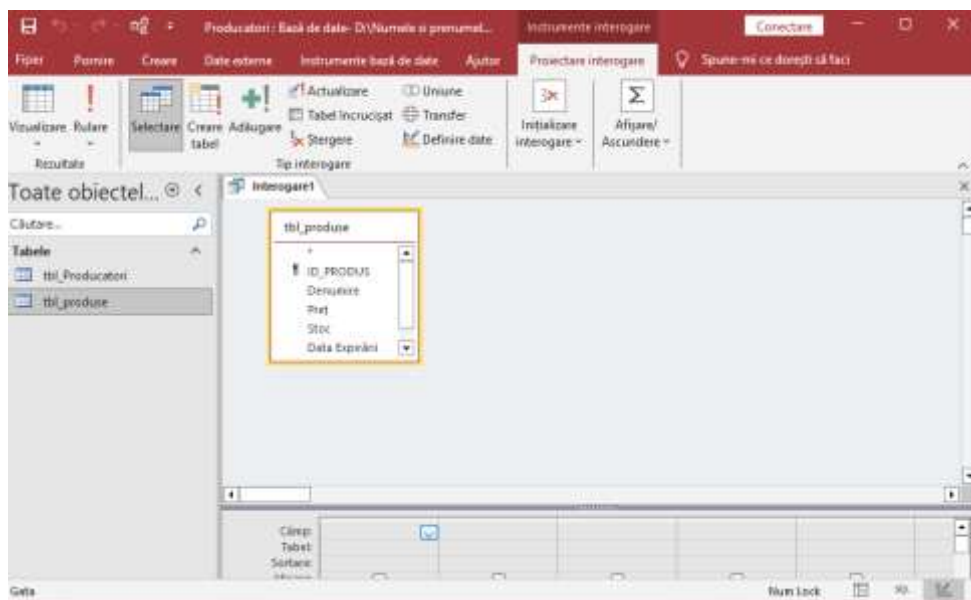 Producatori : Bază de date- D:\Numele si prenumel...
Instrumente interogare
Conectare
Fișier Pornire Creare Date externe Instrumente bază de date Ajutor Proiectare interogare Spune-mi ce dorești să faci
Vizualizare Rulare Selectare Creare tabel Adăugare
Actualizare Uniune
Tabel încrucișat Transfer
Ștergere Definire date
Inițializare interogare
Afișare/ Ascundere
Rezultate Tip interogare
Toate obiectel...
Interogare1
Căutare...
Tabele
tbl_Producatori
tbl_produse
tbl_produse
*
ID_PRODUS
Denumire
Preț
Stoc
Data Expirării
Câmp:
Tabel:
Sortare:
Gata
Num Lock